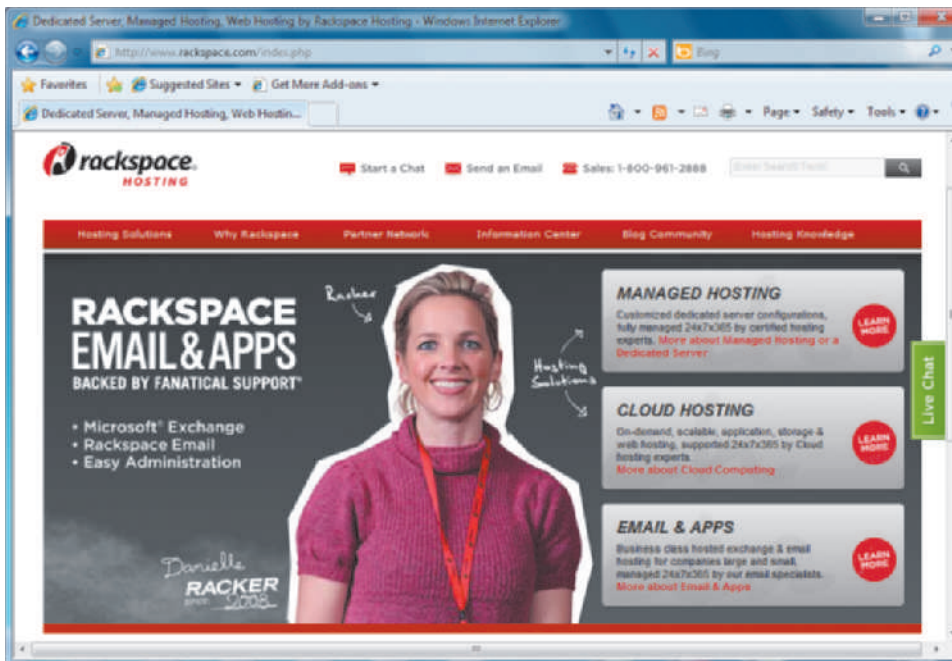 Dedicated Server, Managed Hosting, Web Hosting by Rackspace Hosting - Windows Internet Explorer
http://www.rackspace.com/index.php
Bing
Favorites Suggested Sites Get More Add-ons
Dedicated Server, Managed Hosting, Web Hostin... Page Safety Tools
rackspace.
HOSTING
Start a Chat Send an Email Sales: 1-800-961-2888 Enter Search Term
Hosting Solutions Why Rackspace Partner Network Information Center Blog Community Hosting Knowledge
RACKSPACE
EMAIL & APPS
BACKED BY FANATICAL SUPPORT®
• Microsoft® Exchange
• Rackspace Email
• Easy Administration
Danielle
RACKER
since 2008
Racker
Hosting
Solutions
MANAGED HOSTING
Customized dedicated server configurations,
fully managed 24x7x365 by certified hosting
experts. More about Managed Hosting or a
Dedicated Server
LEARN
MORE
CLOUD HOSTING
On-demand, scalable, application, storage &
web hosting, supported 24x7x365 by Cloud
hosting experts.
More about Cloud Computing
LEARN
MORE
EMAIL & APPS
Business class hosted exchange & email
hosting for companies large and small,
managed 24x7x365 by our email specialists.
More about Email & Apps
LEARN
MORE
Live Chat